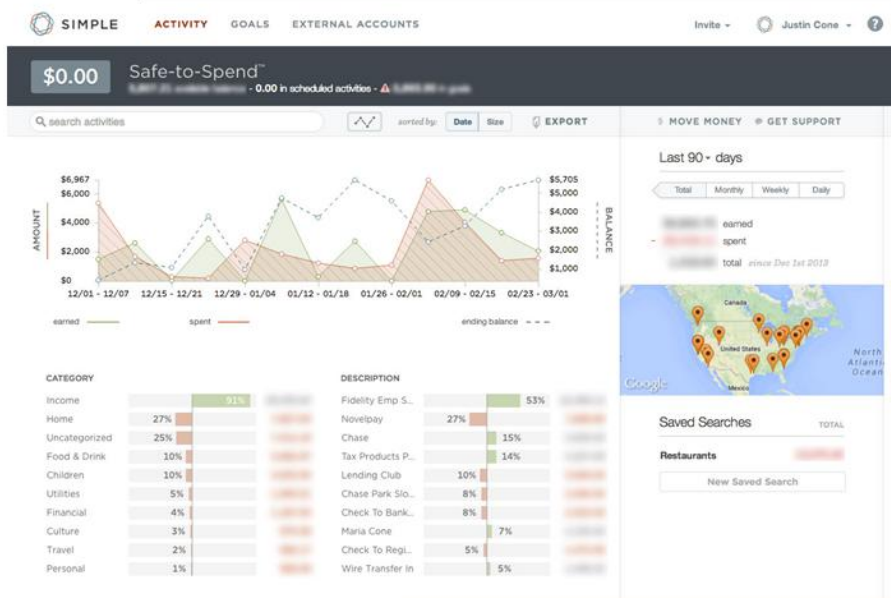 SIMPLE ACTIVITY GOALS EXTERNAL ACCOUNTS Invite Justin Cone ?
$0.00 Safe-to-Spend™
available balance - 0.00 in scheduled activities - in goals
search activities sorted by: Date Size EXPORT MOVE MONEY GET SUPPORT
Last 90 days
Total Monthly Weekly Daily
earned
- spent
total since Dec 1st 2012
AMOUNT
$6,967
$6,000
$4,000
$2,000
$0
$5,705
$5,000
$4,000
$3,000
$2,000
$1,000
BALANCE
12/01 - 12/07 12/15 - 12/21 12/29 - 01/04 01/12 - 01/18 01/26 - 02/01 02/09 - 02/15 02/23 - 03/01
earned spent ending balance
Canada
United States
Mexico
North
Atlantic
Ocean
Google
CATEGORY
Income 91%
Home 27%
Uncategorized 25%
Food & Drink 10%
Children 10%
Utilities 5%
Financial 4%
Culture 3%
Travel 2%
Personal 1%
DESCRIPTION
Fidelity Emp S... 53%
Novelpay 27%
Chase 15%
Tax Products P... 14%
Lending Club 10%
Chase Park Slo... 8%
Check To Bank... 8%
Maria Cone 7%
Check To Regi... 5%
Wire Transfer In 5%
Saved Searches TOTAL
Restaurants
New Saved Search